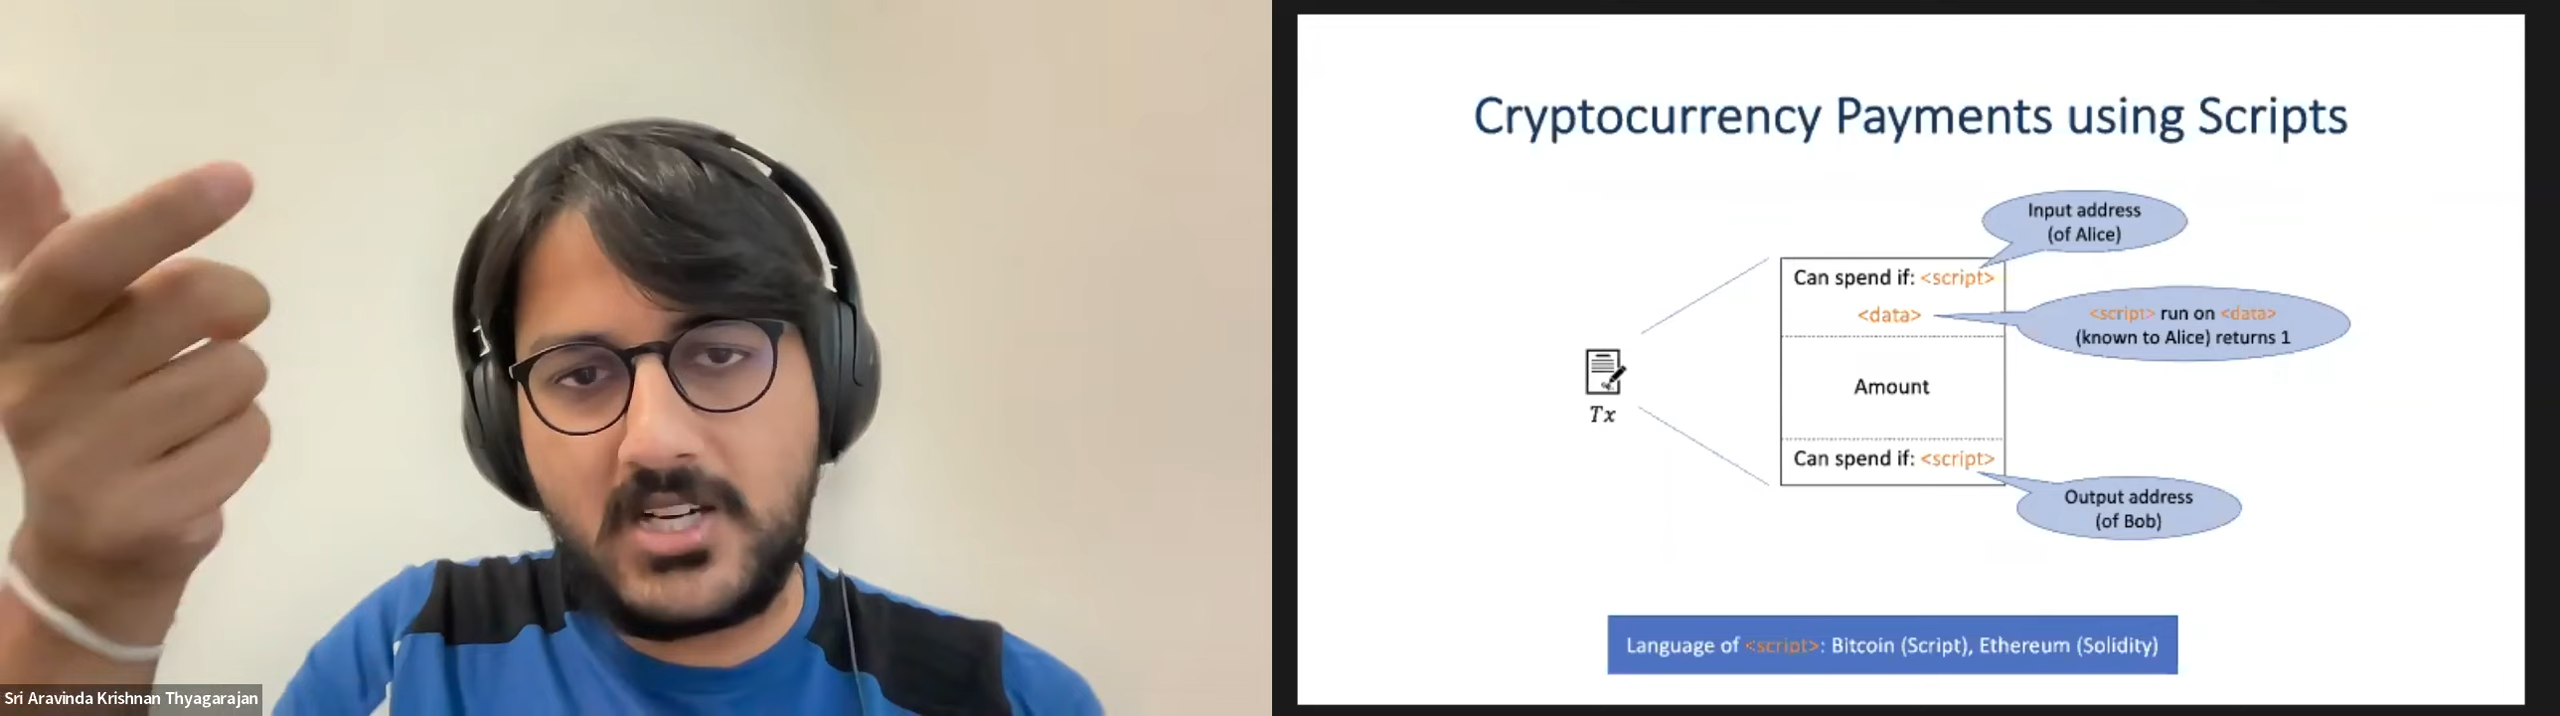 Sri Aravinda Krishnan Thyagarajan
Cryptocurrency Payments using Scripts
Input address
(of Alice)
Can spend if: <script>
<data>
<script> run on <data>
(known to Alice) returns 1
Tx
Amount
Can spend if: <script>
Output address
(of Bob)
Language of <script>: Bitcoin (Script), Ethereum (Solidity)